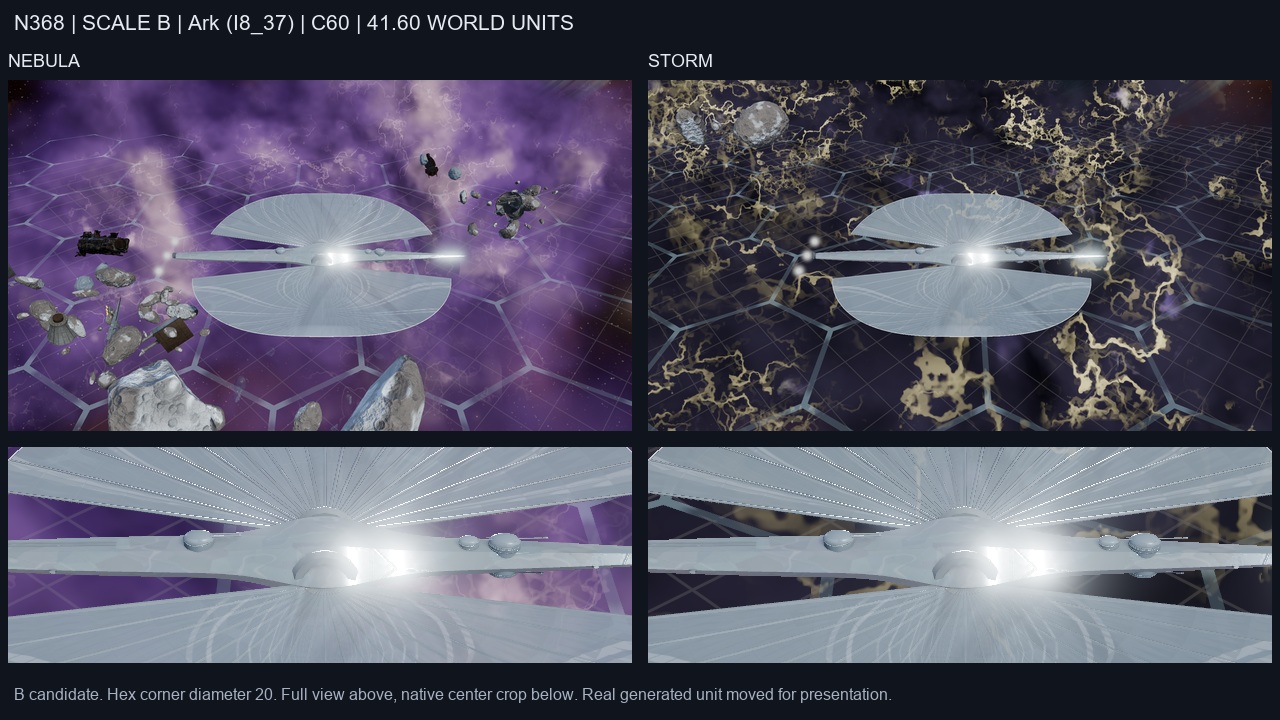 N368 | SCALE B | Ark (I8_37) | C60 | 41.60 WORLD UNITS
NEBULA
STORM
B candidate. Hex corner diameter 20. Full view above, native center crop below. Real generated unit moved for presentation.